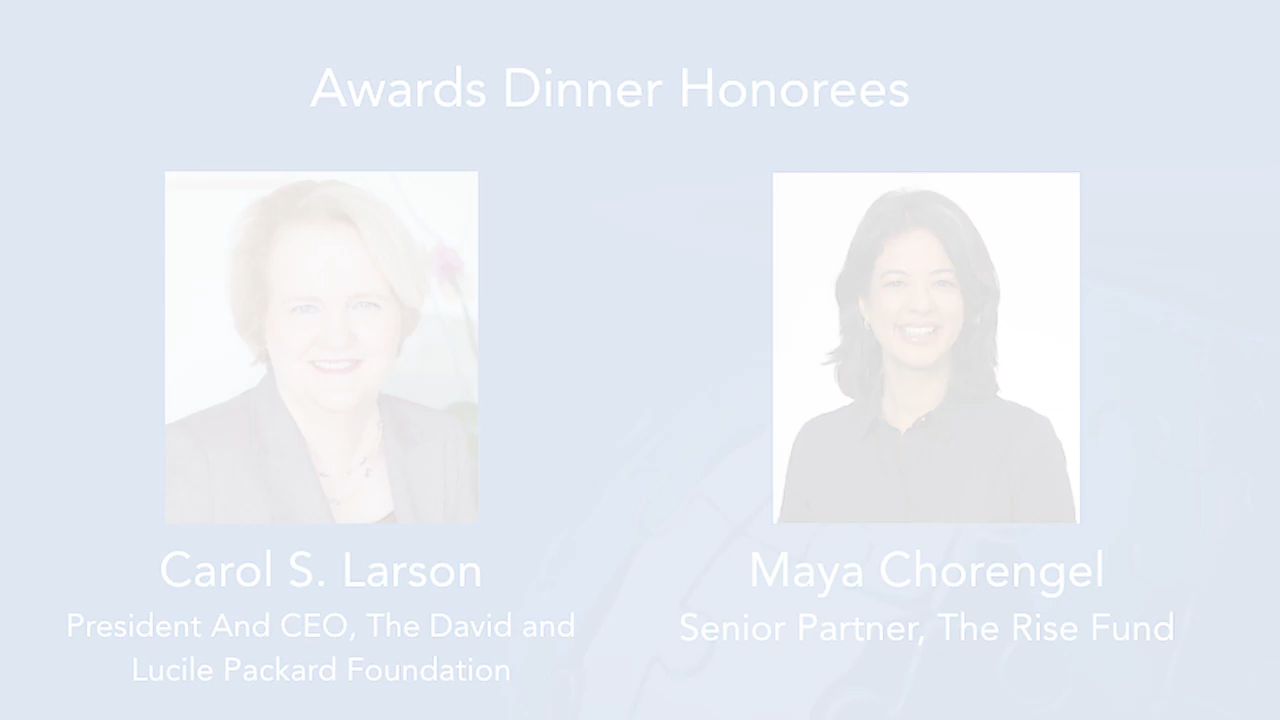 Awards Dinner Honorees
Carol S. Larson
President And CEO, The David and
Lucile Packard Foundation
Maya Chorengel
Senior Partner, The Rise Fund